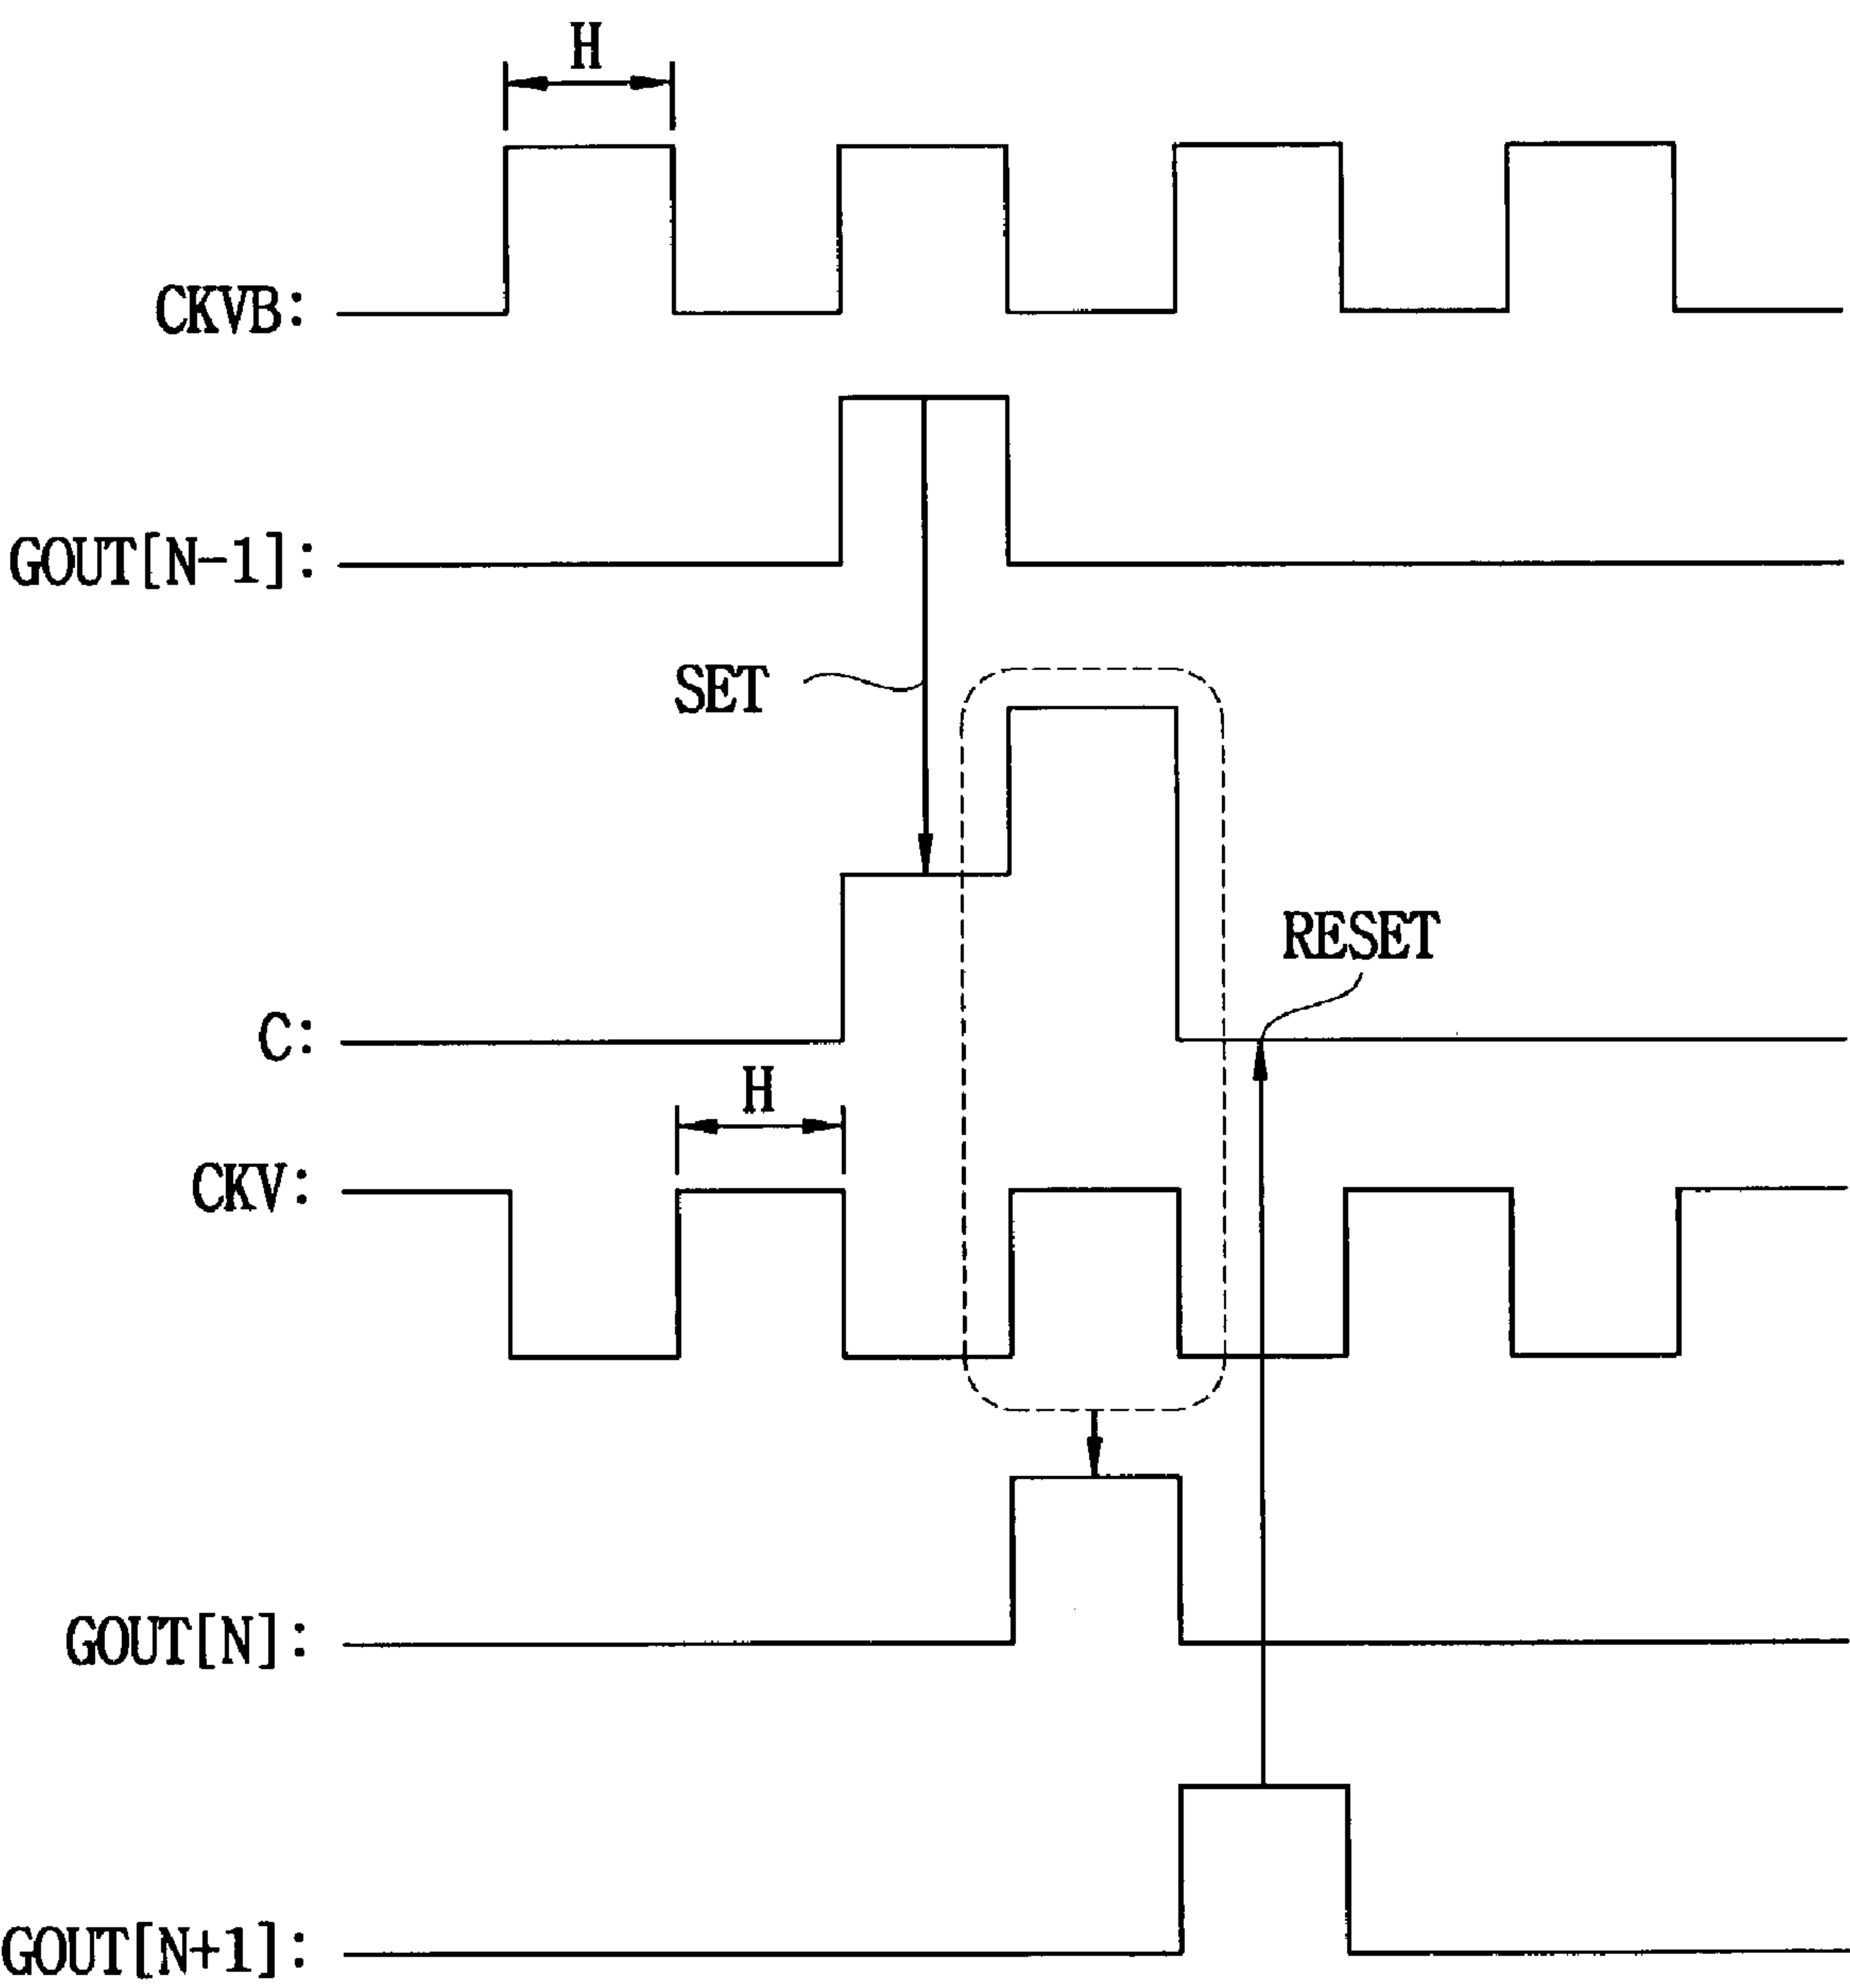 H
CKVB:
GOUT[N-1]:
SET
RESET
C:
H
CKV:
GOUT[N]:
GOUT[N+1]: